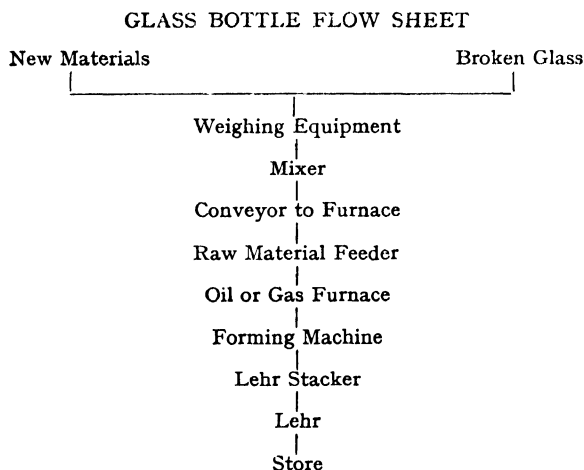 GLASS BOTTLE FLOW SHEET
New Materials Broken Glass
Weighing Equipment
Mixer
Conveyor to Furnace
Raw Material Feeder
Oil or Gas Furnace
Forming Machine
Lehr Stacker
Lehr
Store